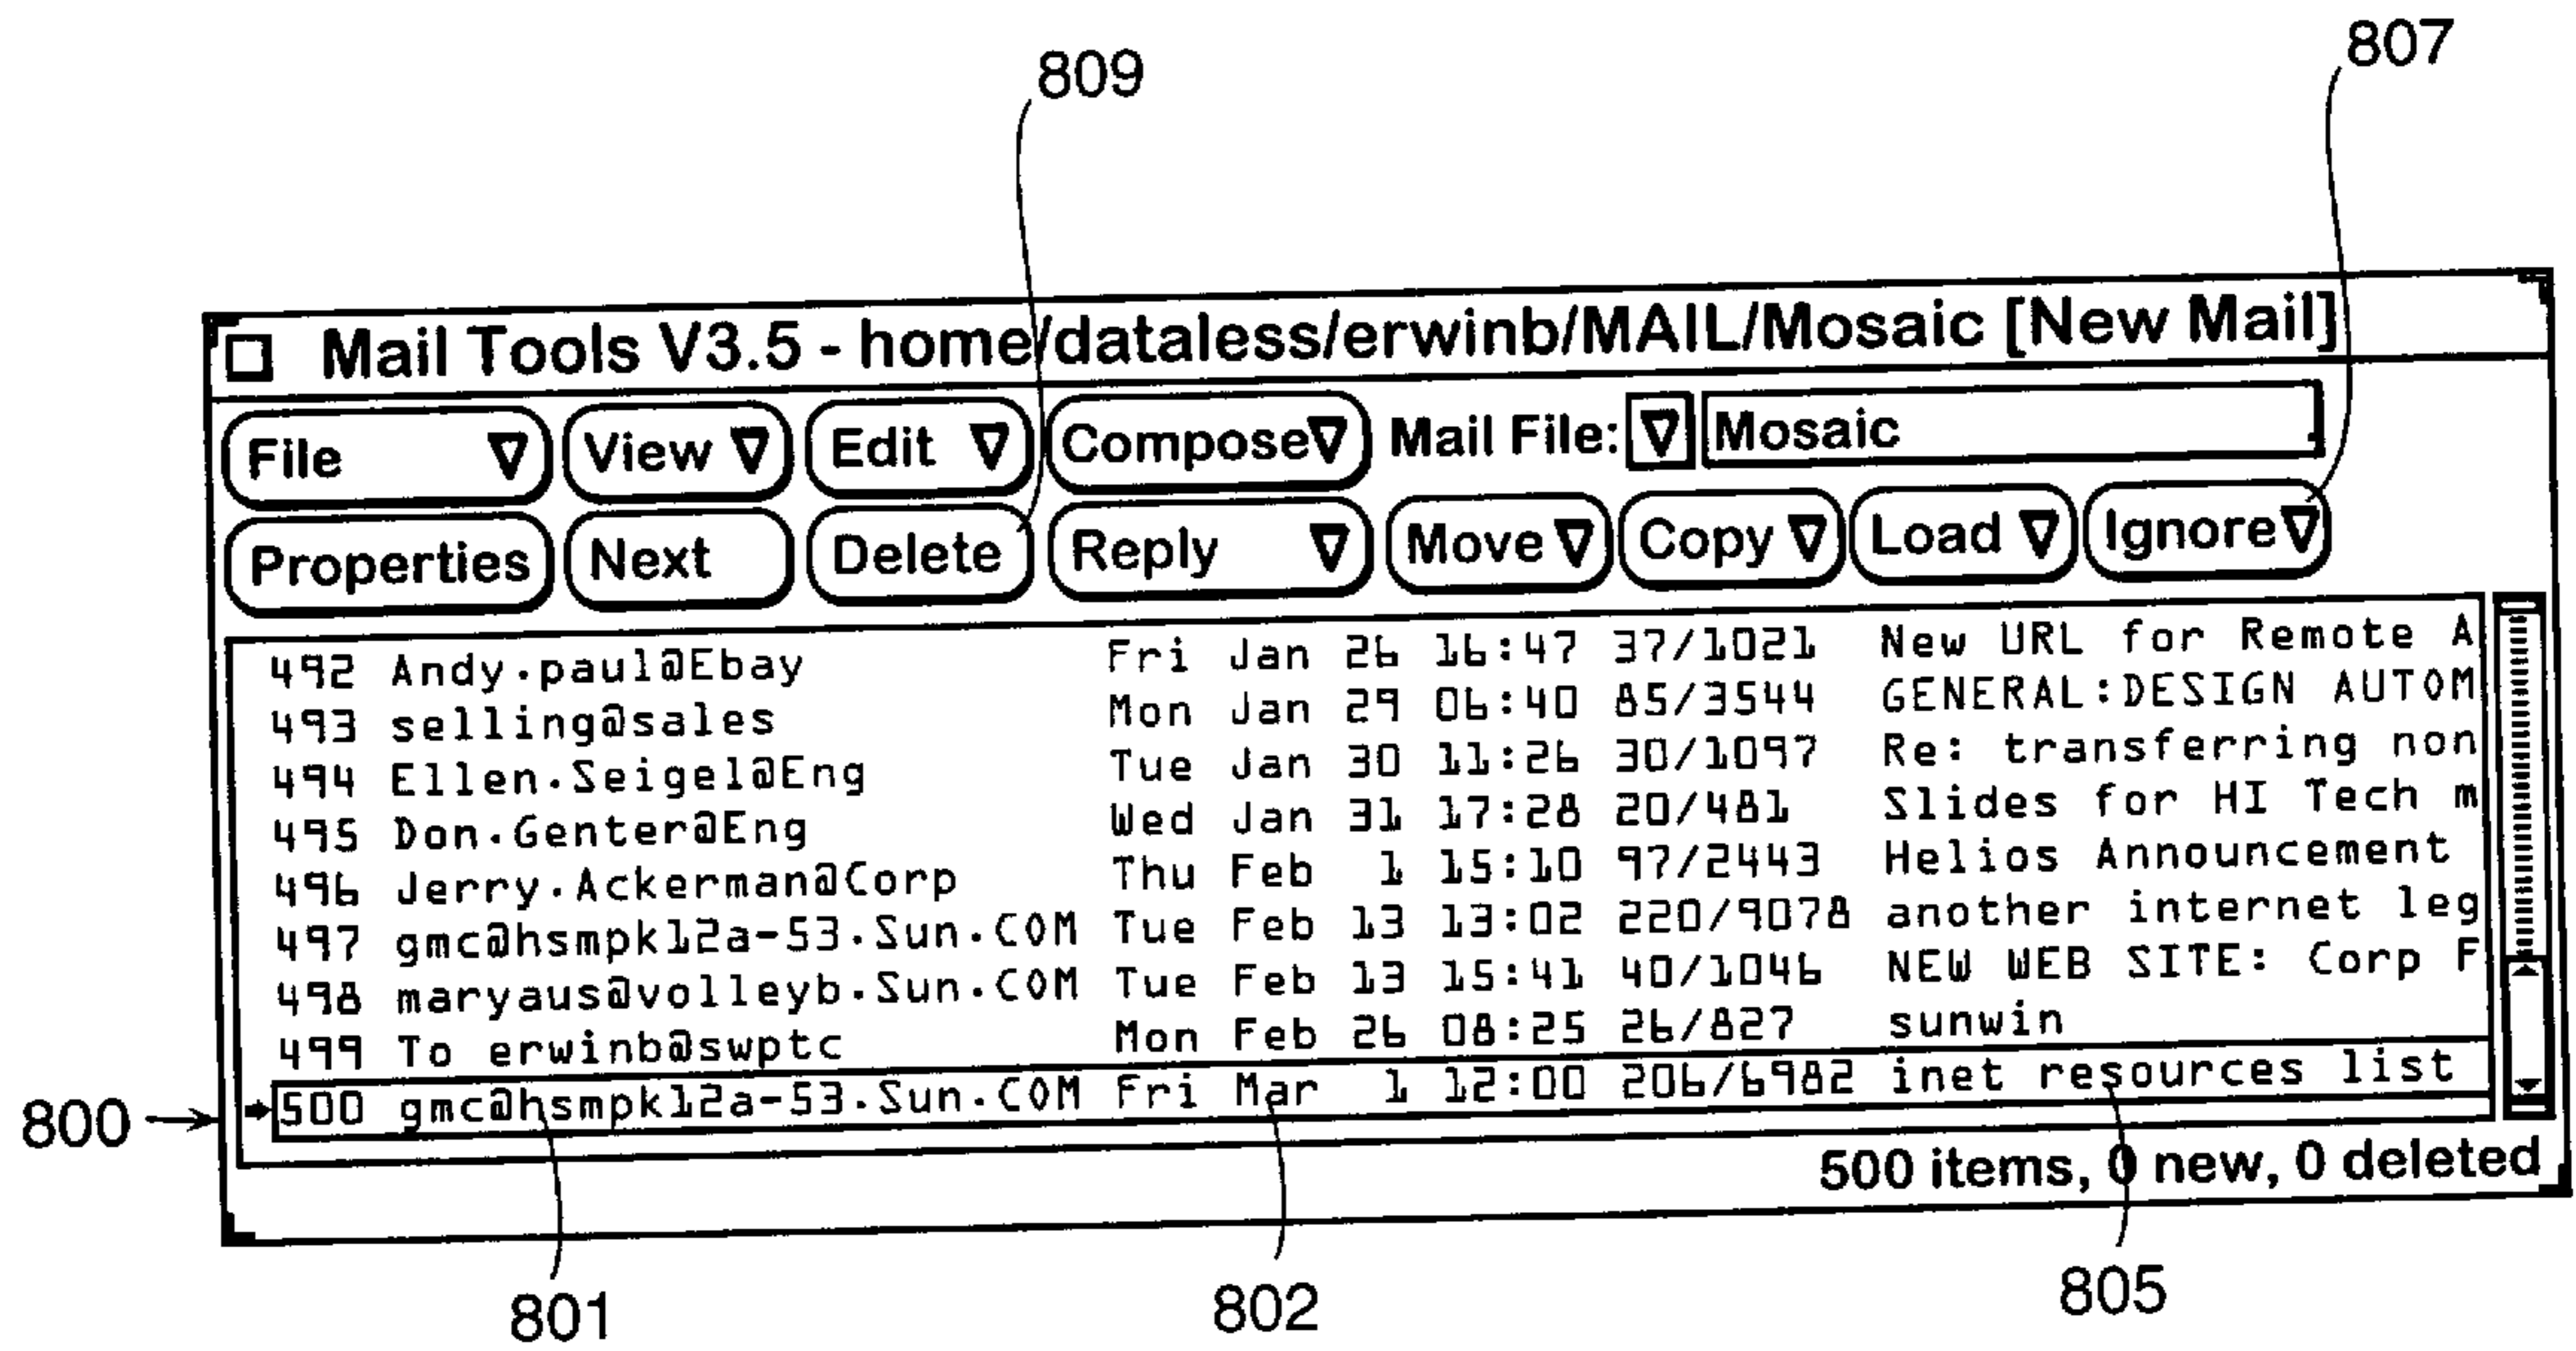 809
807
Mail Tools V3.5 - home/dataless/erwinb/MAIL/Mosaic [New Mail]
File View Edit Compose Mail File: Mosaic
Properties Next Delete Reply Move Copy Load Ignore
492 Andy.paul@Ebay Fri Jan 26 16:47 37/1021 New URL for Remote A
493 selling@sales Mon Jan 29 06:40 85/3544 GENERAL:DESIGN AUTOM
494 Ellen.Seigel@Eng Tue Jan 30 11:26 30/1097 Re: transferring non
495 Don.Genter@Eng Wed Jan 31 17:28 20/481 Slides for HI Tech m
496 Jerry.Ackerman@Corp Thu Feb 1 15:10 97/2443 Helios Announcement
497 gmc@hsmpk12a-53.Sun.COM Tue Feb 13 13:02 220/9078 another internet leg
498 maryaus@volleyb.Sun.COM Tue Feb 13 15:41 40/1046 NEW WEB SITE: Corp F
499 To erwinb@swptc Mon Feb 26 08:25 26/827 sunwin
500 gmc@hsmpk12a-53.Sun.COM Fri Mar 1 12:00 206/6982 inet resources list
800
500 items, 0 new, 0 deleted
801
802
805